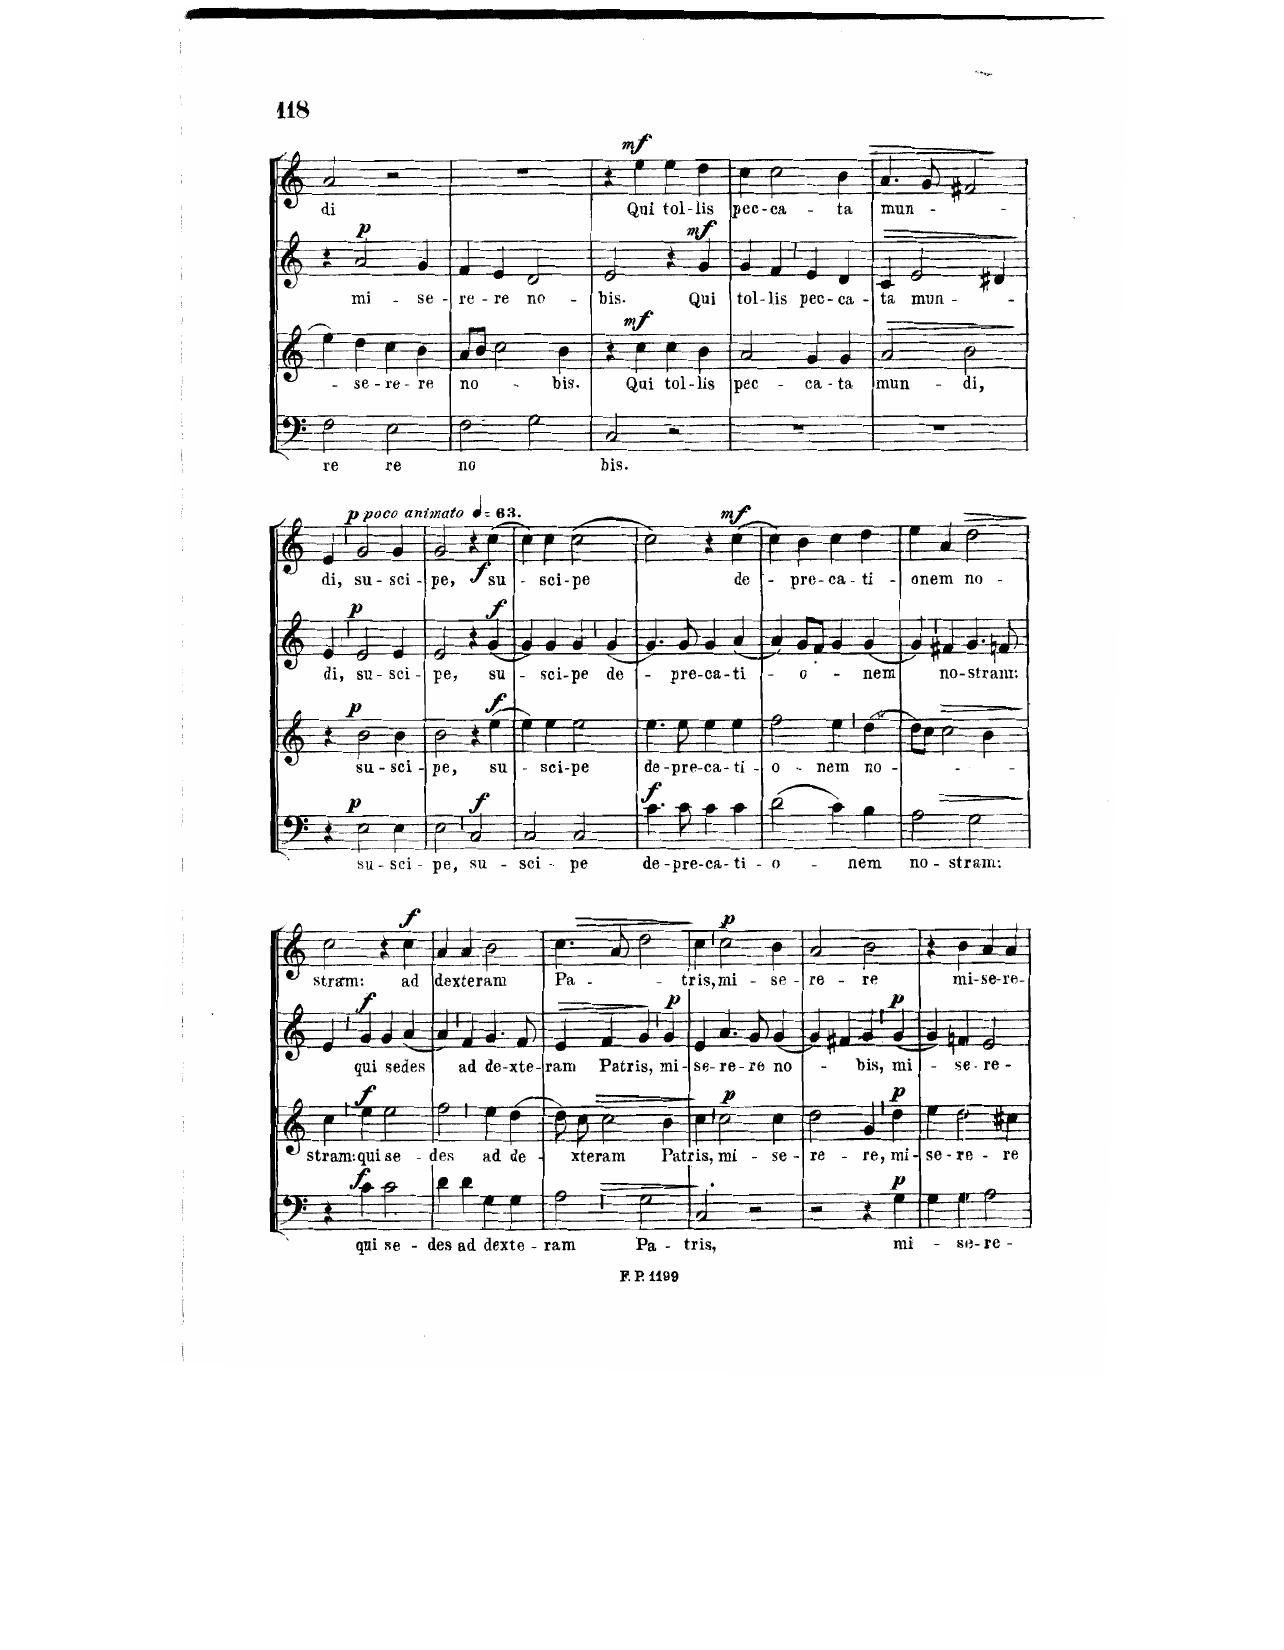 118
mf
di Qui tol-lis pec-ca - ta mun -
p mf
mi - se - re - re no - bis. Qui tol-lis pec-ca-ta mun -
mf
- se-re-re no - bis. Qui tol-lis pec - ca-ta mun - di,
re re no bis.
p poco animato ♩= 63. mf
di, su-sci-pe, f su - sci-pe de - pre-ca-ti - onem no -
p f
di, su-sci-pe, su - sci-pe de - pre-ca-ti - o - nem no-stram:
p f
su-sci-pe, su - sci-pe de-pre-ca-ti - o - nem no -
p f f
su-sci-pe, su - sci - pe de-pre-ca-ti - o - nem no-stram:
f p
stram: ad dexteram Pa - tris, mi - se - re - re mi-se-re-
f p p
qui sedes ad de-xte-ram Patris, mi-se-re-re no - bis, mi - se-re-
f p p
stram: qui se - des ad de - xteram Patris, mi - se - re - re, mi-se-re - re
f p
qui se - des ad dexte-ram Pa - tris, mi - se-re-
F. P. 1199